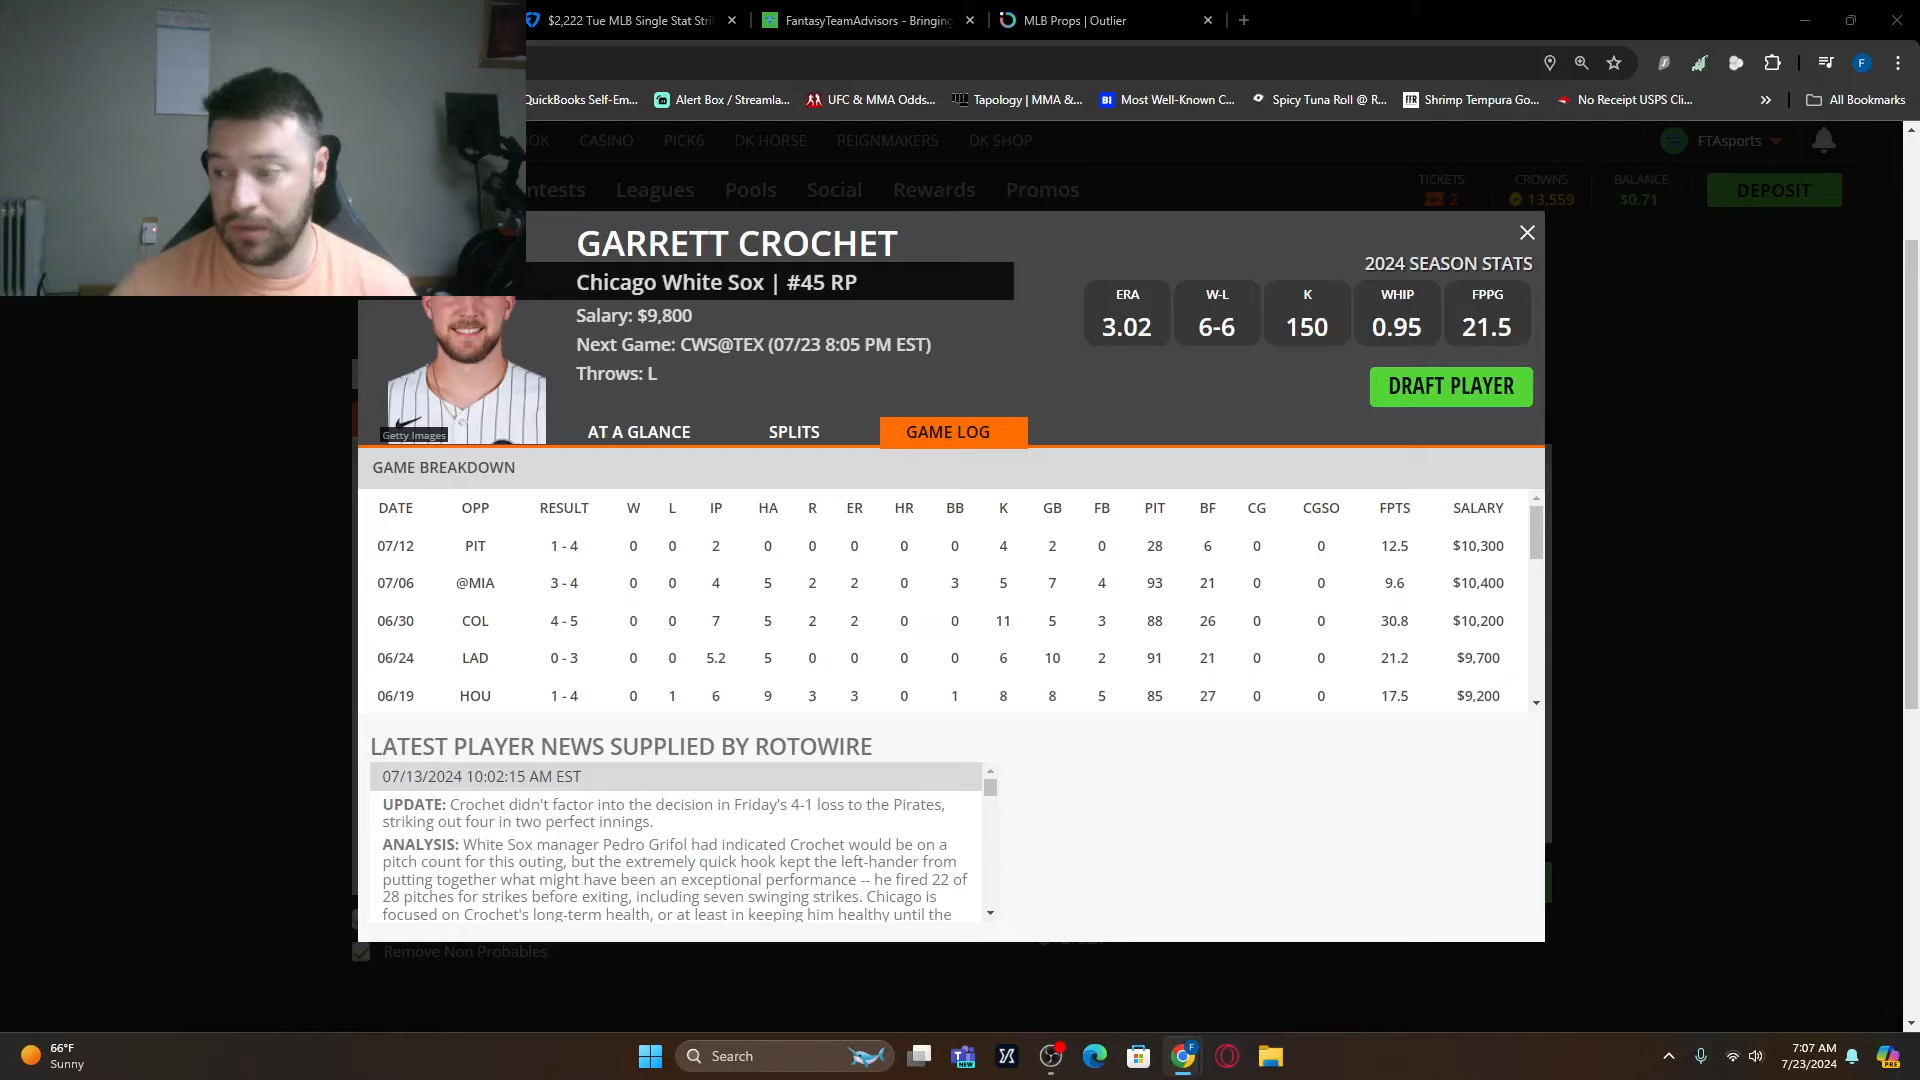 $2,222 Tue MLB Single Stat Stri
FantasyTeamAdvisors - Bringing
MLB Props | Outlier
QuickBooks Self-Em...
Alert Box / Streamla...
UFC & MMA Odds...
Tapology | MMA &...
BI
Most Well-Known C...
Spicy Tuna Roll @ R...
FFR
Shrimp Tempura Go...
No Receipt USPS Cli...
All Bookmarks
F
OK CASINO PICK6 DK HORSE REIGNMAKERS DK SHOP
FTAsports
ntests Leagues Pools Social Rewards Promos
TICKETS CROWNS BALANCE
2 13,559 $0.71
DEPOSIT
GARRETT CROCHET
Chicago White Sox | #45 RP
Salary: $9,800
Next Game: CWS@TEX (07/23 8:05 PM EST)
Throws: L
2024 SEASON STATS
ERA W-L K WHIP FPPG
3.02 6-6 150 0.95 21.5
DRAFT PLAYER
Getty Images
AT A GLANCE SPLITS GAME LOG
GAME BREAKDOWN
DATE OPP RESULT W L IP HA R ER HR BB K GB FB PIT BF CG CGSO FPTS SALARY
07/12 PIT 1 - 4 0 0 2 0 0 0 0 0 4 2 0 28 6 0 0 12.5 $10,300
07/06 @MIA 3 - 4 0 0 4 5 2 2 0 3 5 7 4 93 21 0 0 9.6 $10,400
06/30 COL 4 - 5 0 0 7 5 2 2 0 0 11 5 3 88 26 0 0 30.8 $10,200
06/24 LAD 0 - 3 0 0 5.2 5 0 0 0 0 6 10 2 91 21 0 0 21.2 $9,700
06/19 HOU 1 - 4 0 1 6 9 3 3 0 1 8 8 5 85 27 0 0 17.5 $9,200
LATEST PLAYER NEWS SUPPLIED BY ROTOWIRE
07/13/2024 10:02:15 AM EST
UPDATE: Crochet didn't factor into the decision in Friday's 4-1 loss to the Pirates,
striking out four in two perfect innings.
ANALYSIS: White Sox manager Pedro Grifol had indicated Crochet would be on a
pitch count for this outing, but the extremely quick hook kept the left-hander from
putting together what might have been an exceptional performance -- he fired 22 of
28 pitches for strikes before exiting, including seven swinging strikes. Chicago is
focused on Crochet's long-term health, or at least in keeping him healthy until the
Remove Non Probables
66°F
Sunny
Search
NEW
F
7:07 AM
7/23/2024
PRE